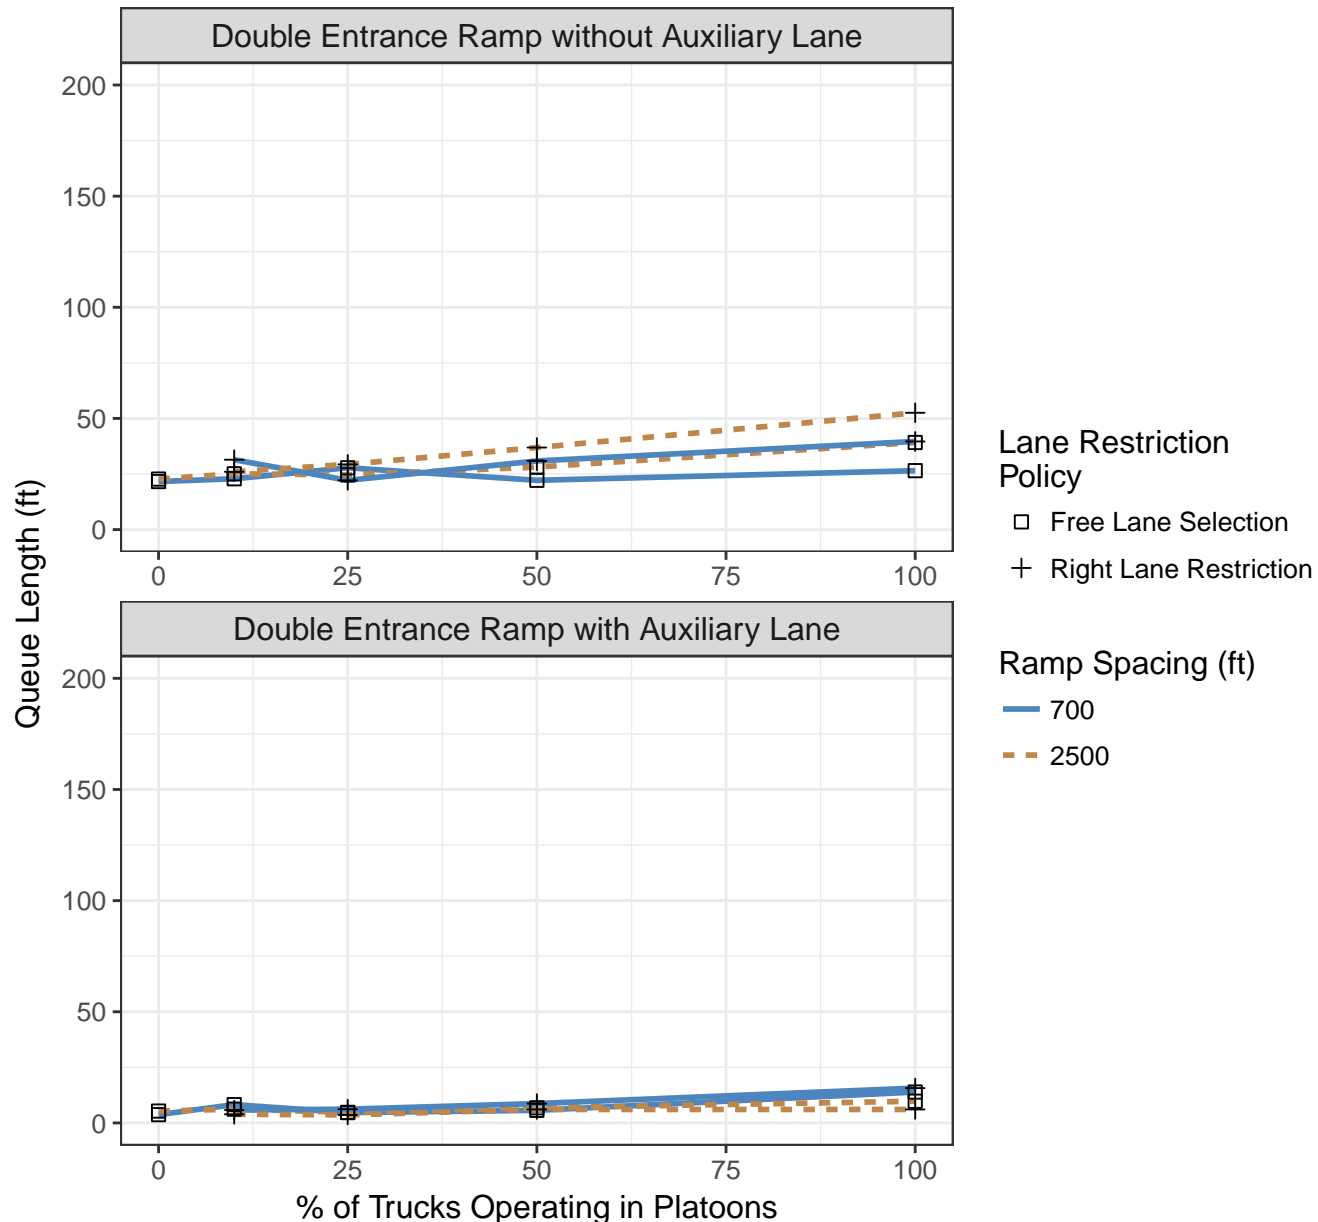 Double Entrance Ramp without Auxiliary Lane
200
150
100
50
0
0 25 50 75 100
Double Entrance Ramp with Auxiliary Lane
200
150
100
50
0
0 25 50 75 100
% of Trucks Operating in Platoons
Queue Length (ft)
Lane Restriction
Policy
Free Lane Selection
Right Lane Restriction
Ramp Spacing (ft)
700
2500